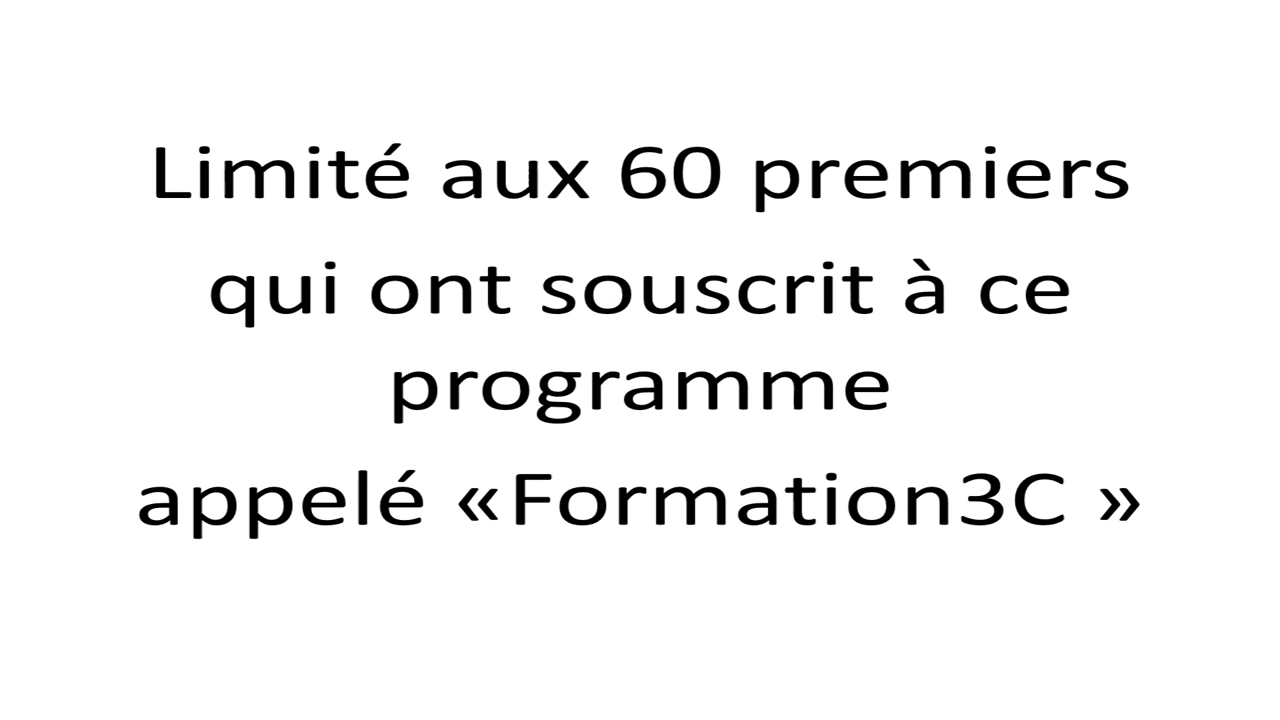 Limité aux 60 premiers
qui ont souscrit à ce
programme
appelé «Formation3C »